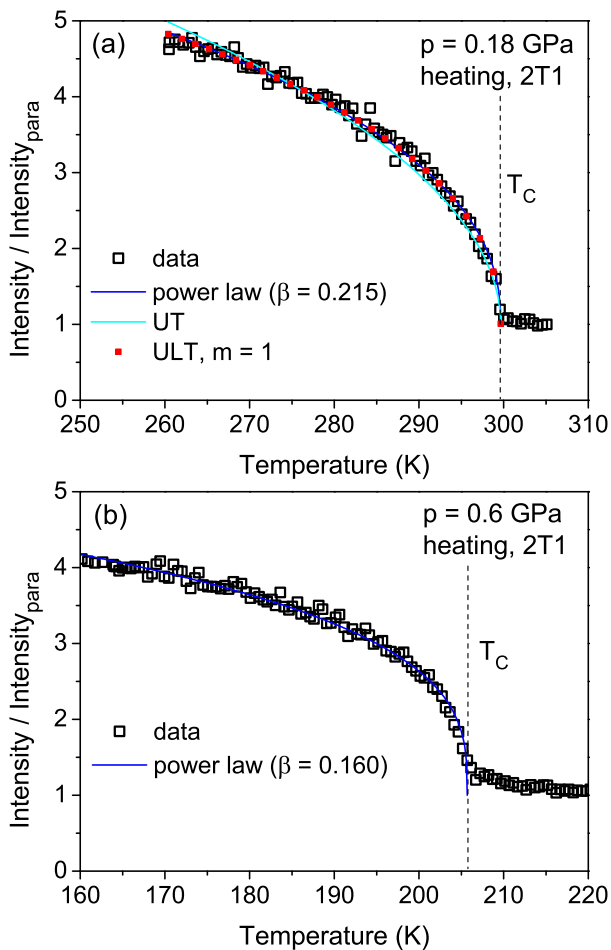 (a)
p = 0.18 GPa
heating, 2T1
T_C
data
power law (β = 0.215)
UT
ULT, m = 1
5
4
3
2
1
0
Intensity / Intensity_para
250 260 270 280 290 300 310
Temperature (K)
(b)
p = 0.6 GPa
heating, 2T1
T_C
data
power law (β = 0.160)
5
4
3
2
1
0
Intensity / Intensity_para
160 170 180 190 200 210 220
Temperature (K)